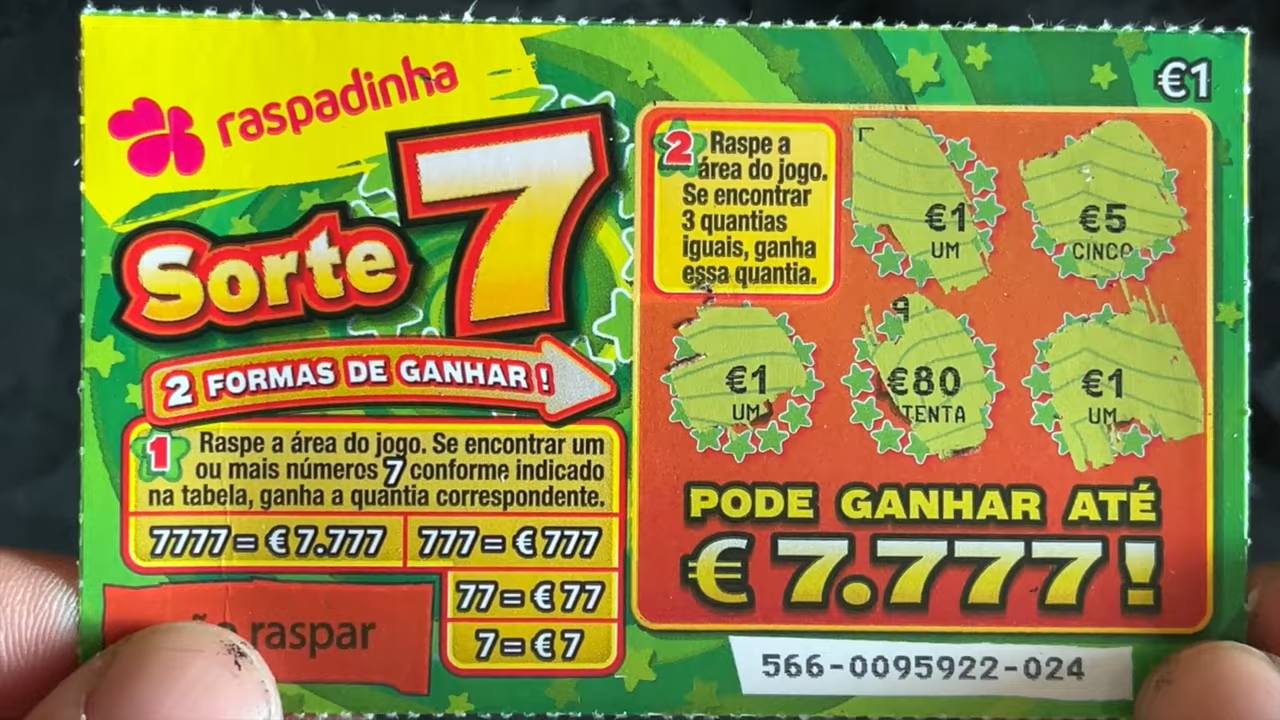 raspadinha
Sorte 7
2 FORMAS DE GANHAR!
1 Raspe a área do jogo. Se encontrar um
ou mais números 7 conforme indicado
na tabela, ganha a quantia correspondente.
7777 = €7.777
777 = €777
77 = €77
7 = €7
raspar
€1
2 Raspe a
área do jogo.
Se encontrar
3 quantias
iguais, ganha
essa quantia.
€1
UM
€5
CINCO
€1
UM
€80
TENTA
€1
UM
PODE GANHAR ATÉ
€7.777!
566-0095922-024